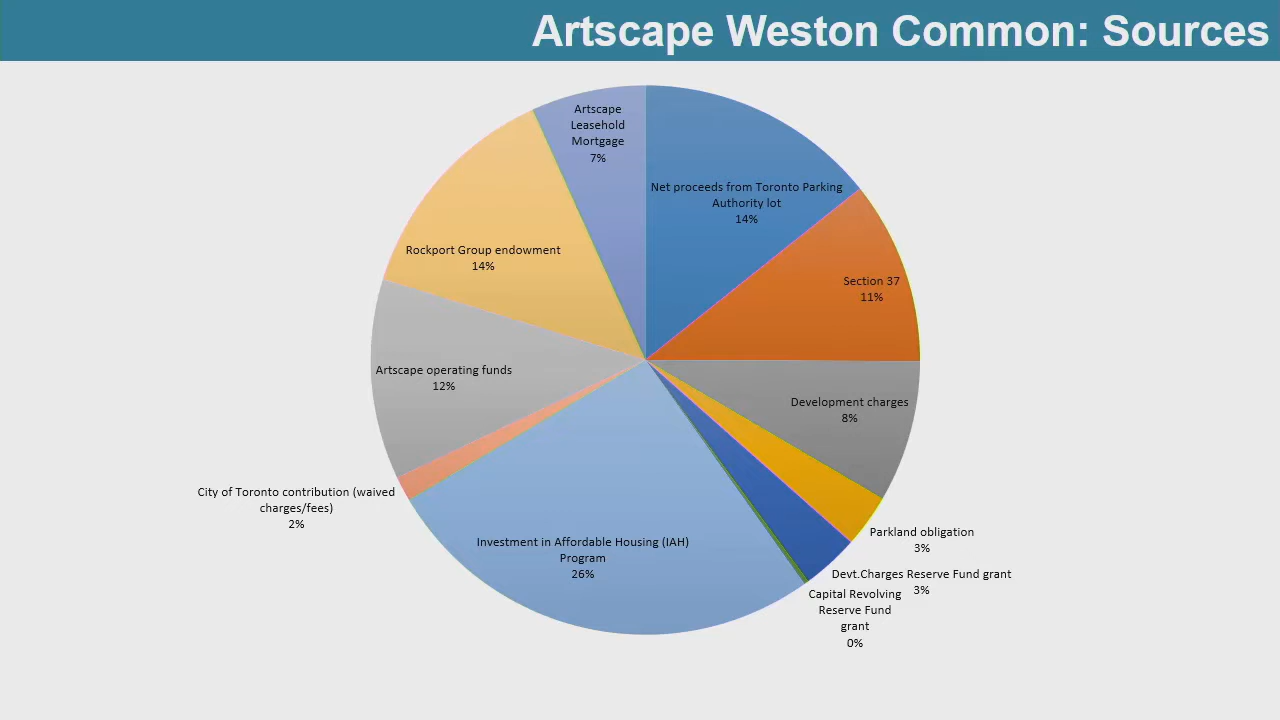 Artscape Weston Common: Sources
Artscape
Leasehold
Mortgage
7%
Net proceeds from Toronto Parking
Authority lot
14%
Section 37
11%
Development charges
8%
Parkland obligation
3%
Devt.Charges Reserve Fund grant
3%
Capital Revolving
Reserve Fund
grant
0%
Investment in Affordable Housing (IAH)
Program
26%
City of Toronto contribution (waived
charges/fees)
2%
Artscape operating funds
12%
Rockport Group endowment
14%